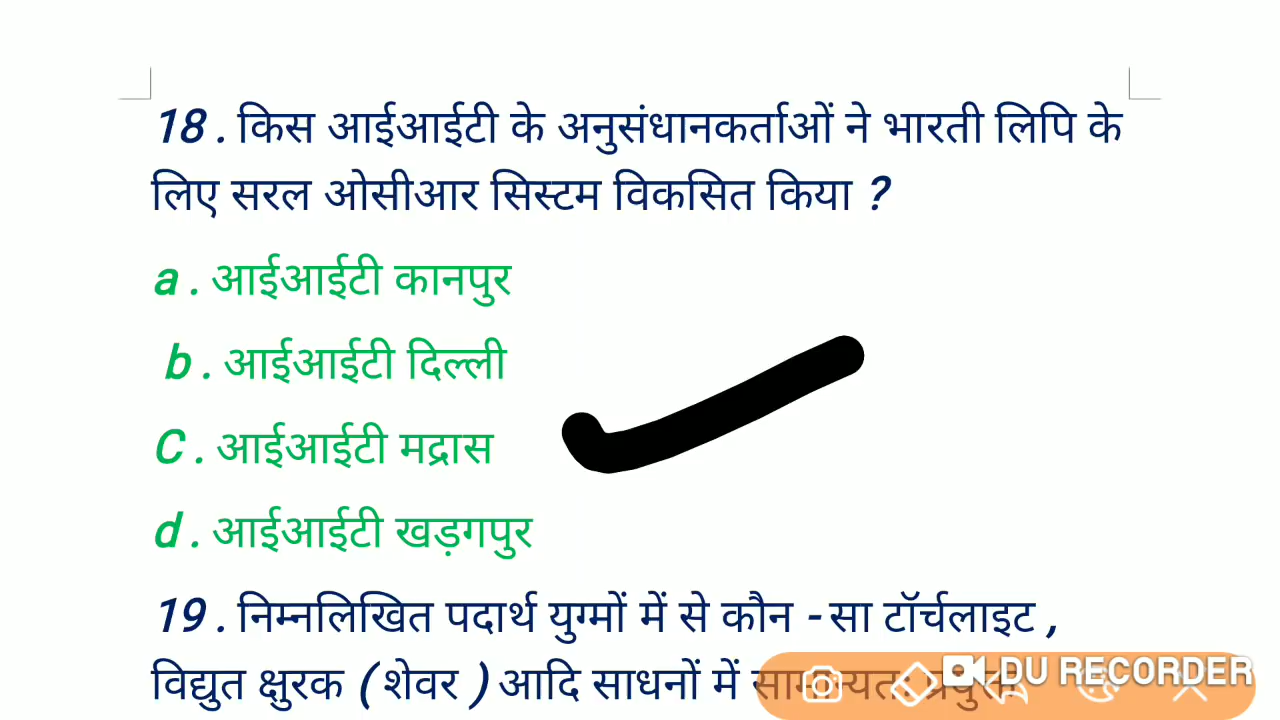 18 . किस आईआईटी के अनुसंधानकर्ताओं ने भारती लिपि के
लिए सरल ओसीआर सिस्टम विकसित किया ?
a . आईआईटी कानपुर
b . आईआईटी दिल्ली
C . आईआईटी मद्रास
d . आईआईटी खड़गपुर
19 . निम्नलिखित पदार्थ युग्मों में से कौन - सा टॉर्चलाइट ,
विद्युत क्षुरक ( शेवर ) आदि साधनों में
DU RECORDER